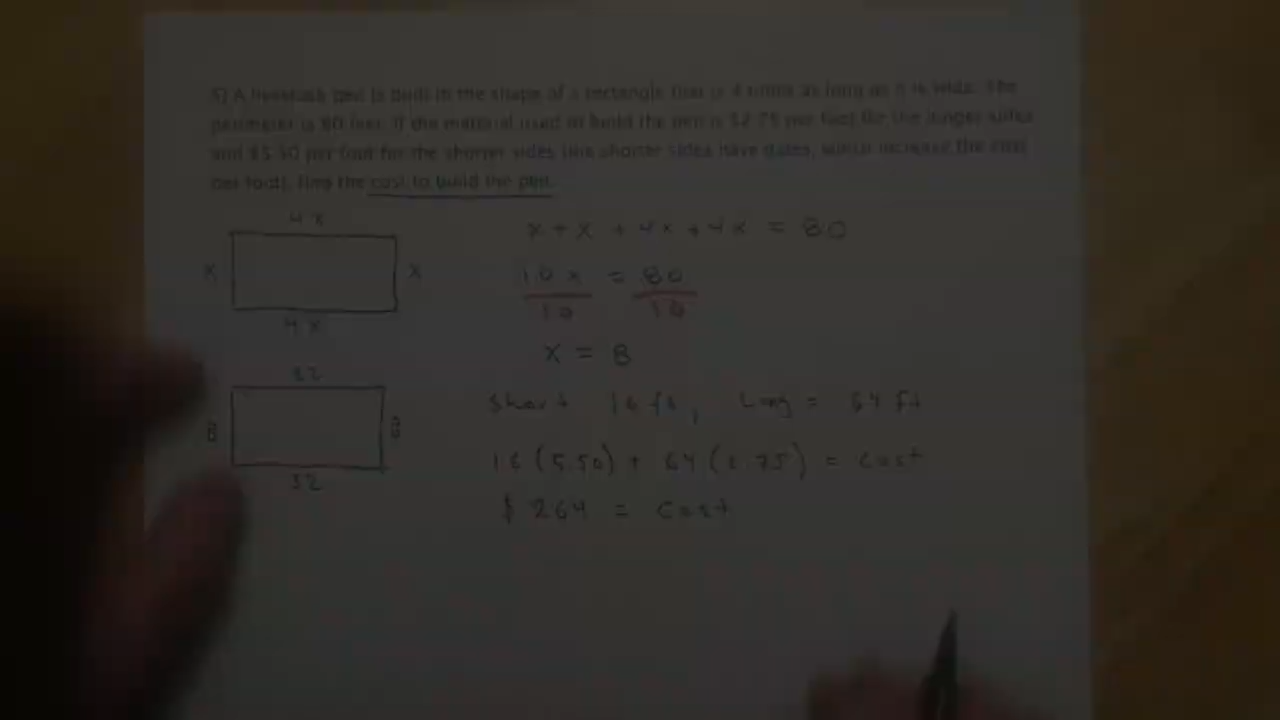 5) A livestock pen is built in the shape of a rectangle that is 4 times as long as it is wide. The
perimeter is 80 feet. If the material used to build the pen is $2.75 per foot for the longer sides
and $5.50 per foot for the shorter sides (the shorter sides have gates, which increase the cost
per foot), find the cost to build the pen.
4x
x + x + 4x + 4x = 80
x
x
10x = 80
10 10
4x
x = 8
32
Short 16 ft, Long = 64 ft
8
8
16 (5.50) + 64 (2.75) = cost
32
$ 264 = cost